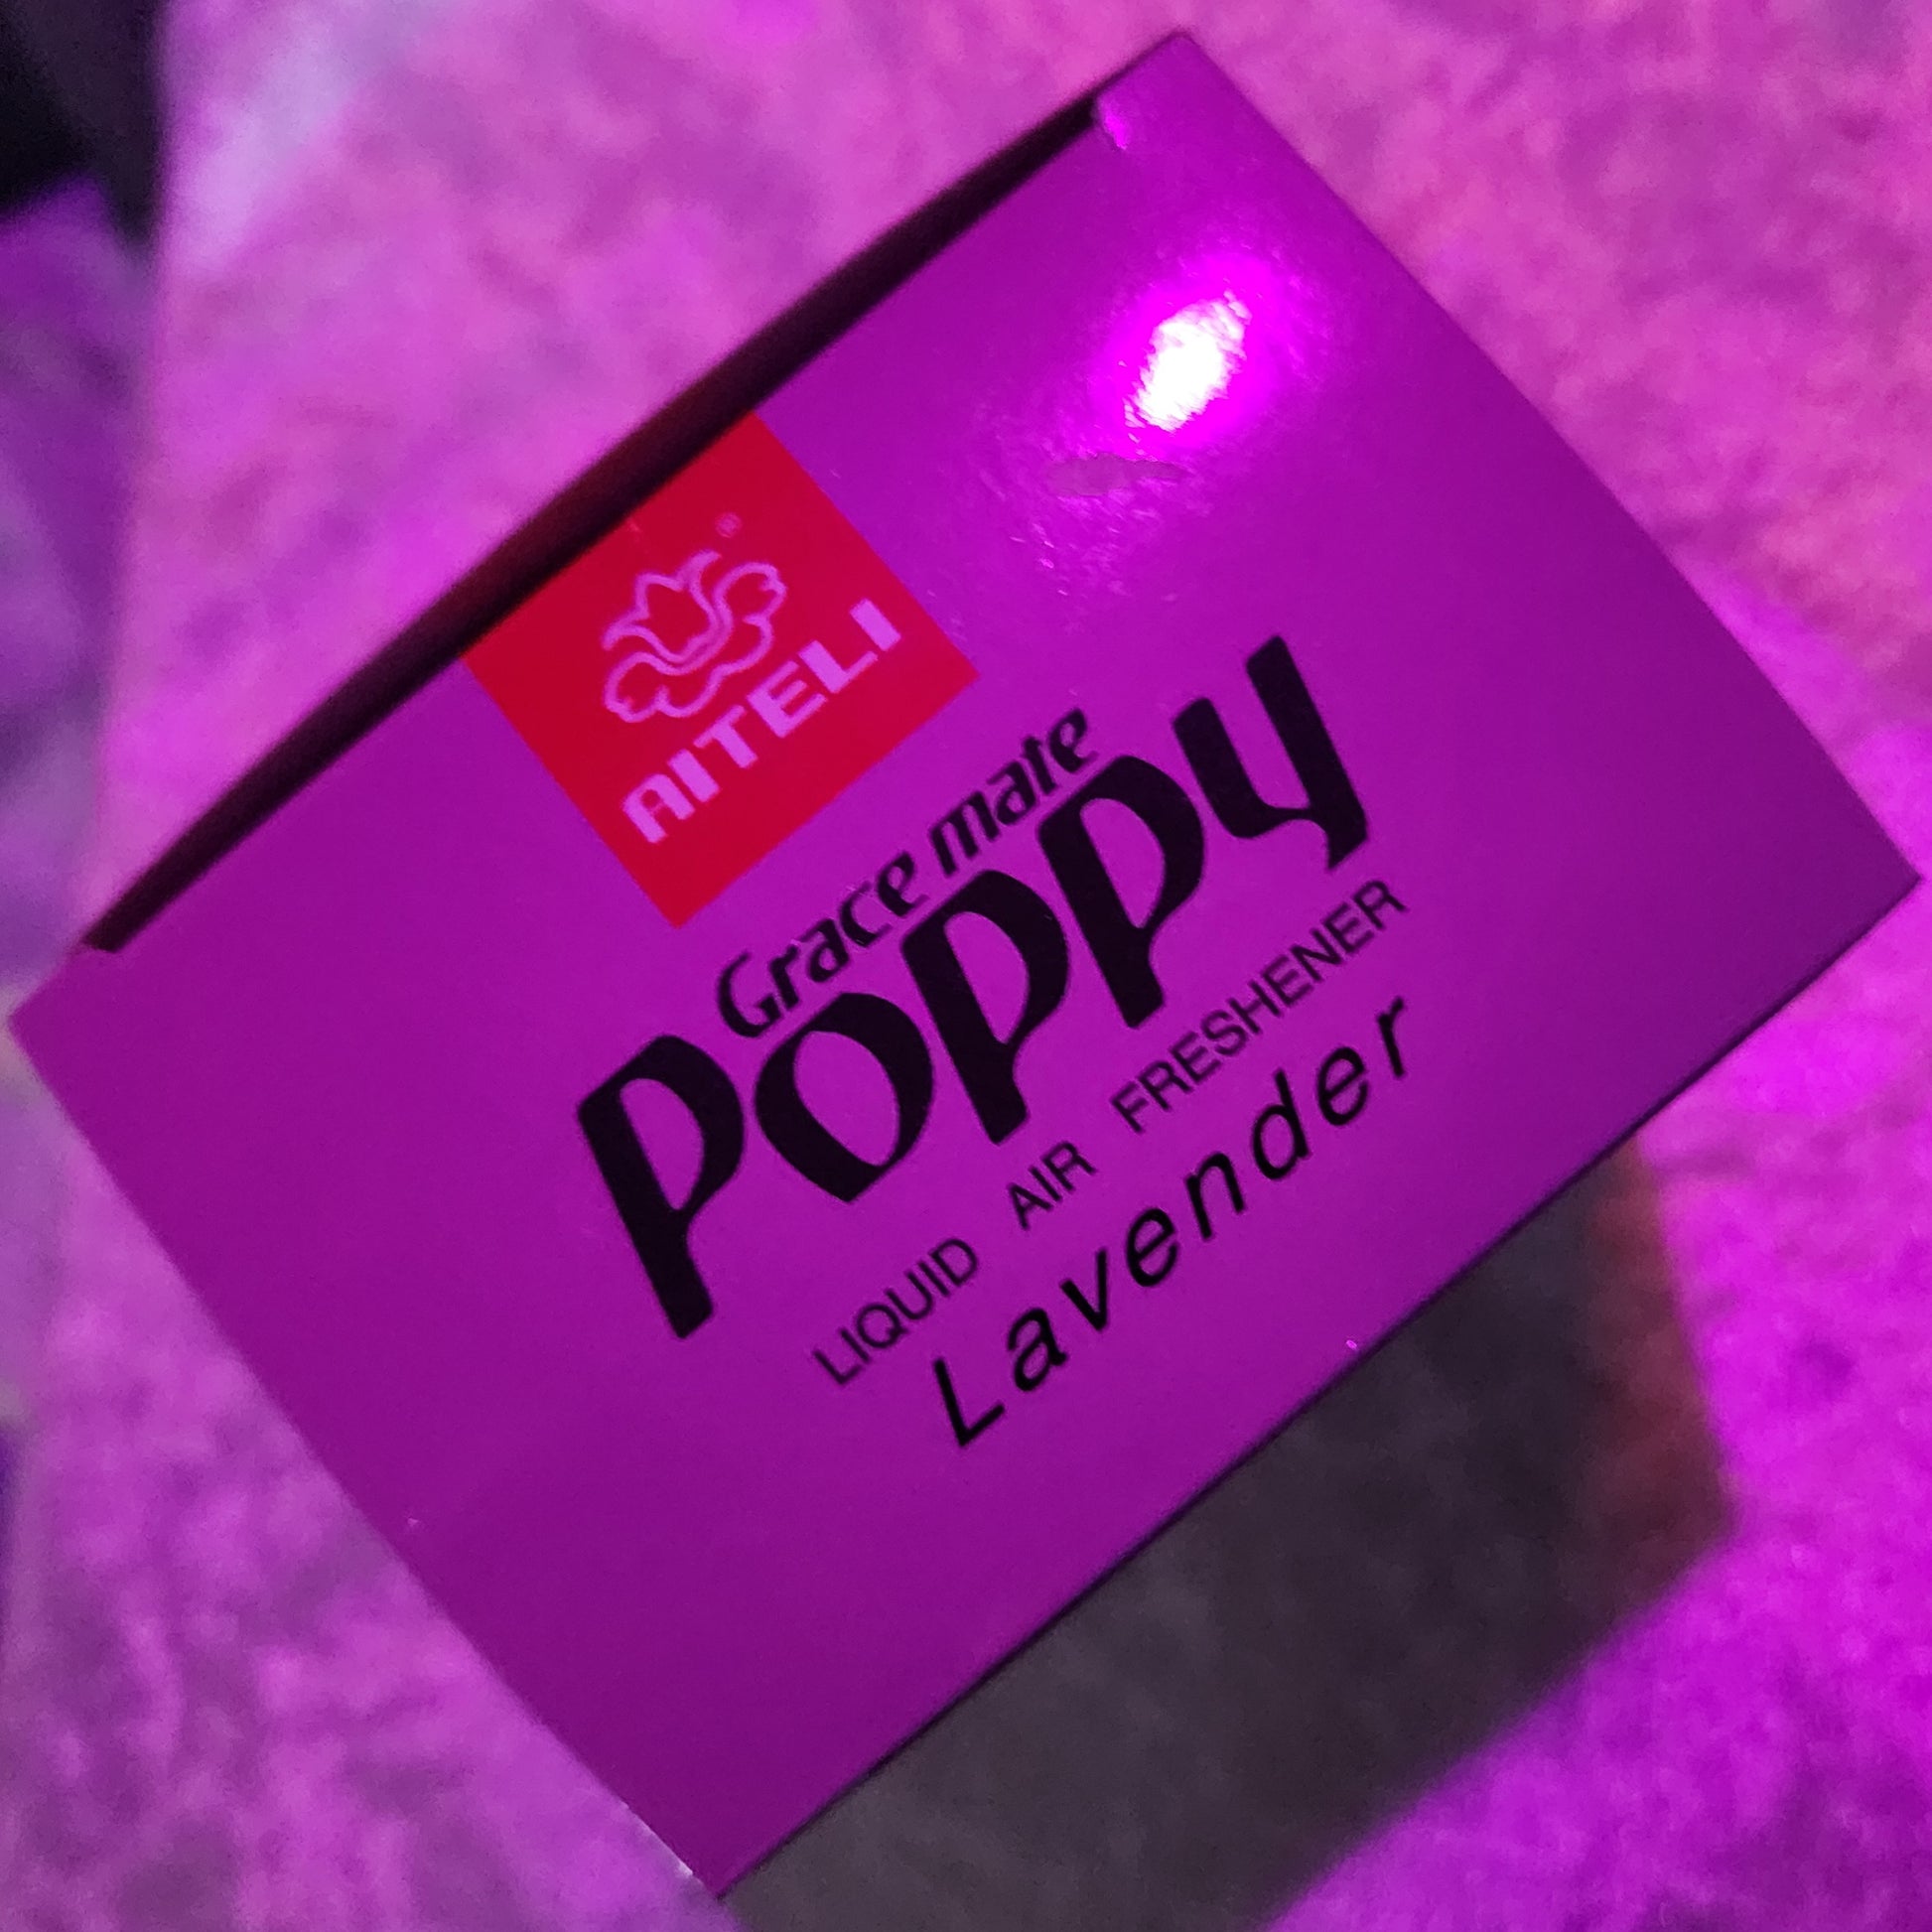 ®
AITELI
Grace mate
Poppy
LIQUID AIR FRESHENER
Lavender